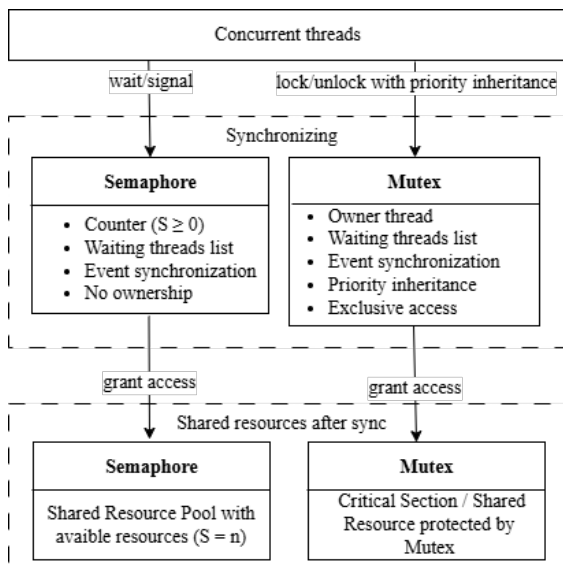 Concurrent threads
wait/signal
lock/unlock with priority inheritance
Synchronizing
Semaphore
• Counter (S ≥ 0)
• Waiting threads list
• Event synchronization
• No ownership
Mutex
• Owner thread
• Waiting threads list
• Event synchronization
• Priority inheritance
• Exclusive access
grant access
grant access
Shared resources after sync
Semaphore
Shared Resource Pool with
avaible resources (S = n)
Mutex
Critical Section / Shared
Resource protected by
Mutex